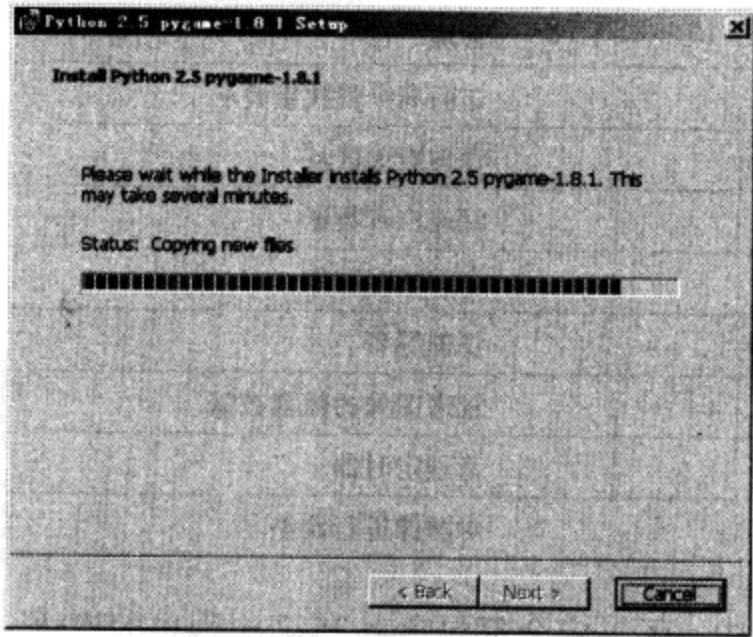 Python 2.5 pygame-1.8.1 Setup
Install Python 2.5 pygame-1.8.1
Please wait while the Installer installs Python 2.5 pygame-1.8.1. This
may take several minutes.
Status: Copying new files
< Back
Next >
Cancel